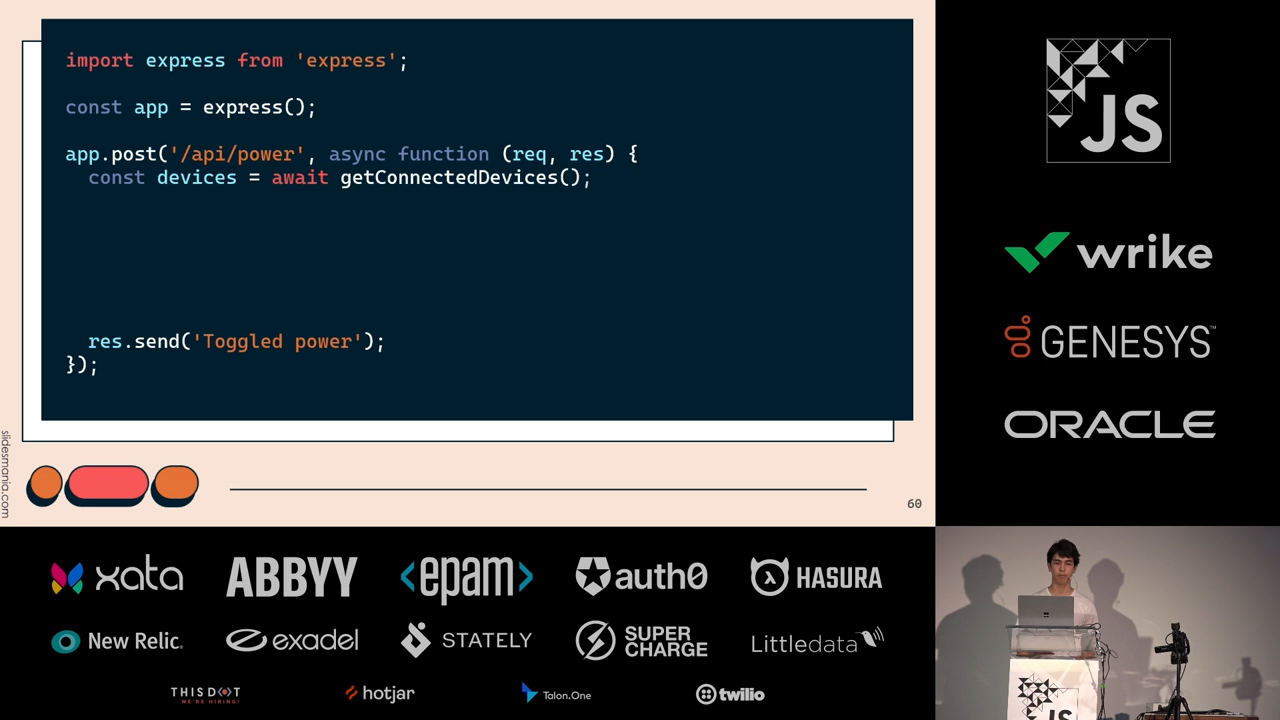 import express from 'express';
const app = express();
app.post('/api/power', async function (req, res) {
const devices = await getConnectedDevices();
res.send('Toggled power');
});
slidesmania.com
60
JS
wrike
GENESYS™
ORACLE
xata
ABBYY
<epam>
auth0
HASURA
New Relic.
exadel
STATELY
SUPER
CHARGE
Littledata
THIS DOT
WE'RE HIRING!
hotjar
Talon.One
twilio
JS